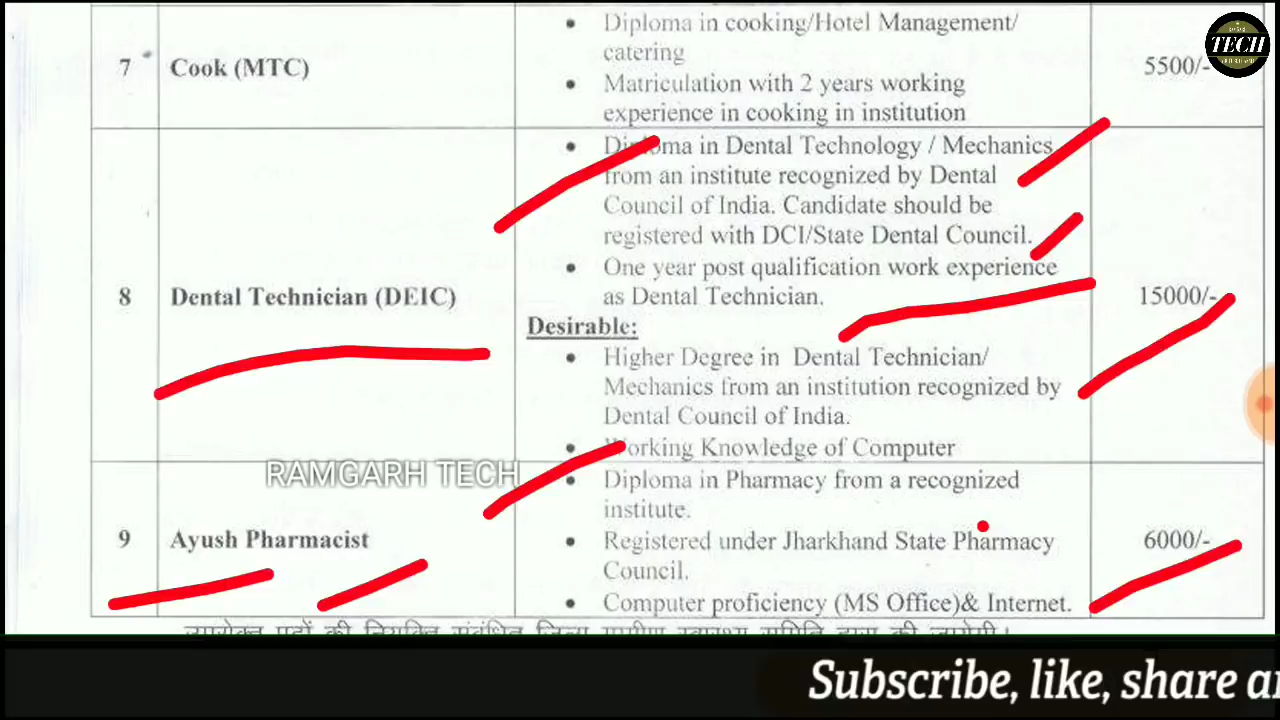 TECH
Diploma in cooking/Hotel Management/
catering
7 Cook (MTC) 5500/-
Matriculation with 2 years working
experience in cooking in institution
Diploma in Dental Technology / Mechanics
from an institute recognized by Dental
Council of India. Candidate should be
registered with DCI/State Dental Council.
One year post qualification work experience
8 Dental Technician (DEIC) as Dental Technician. 15000/-
Desirable:
Higher Degree in Dental Technician/
Mechanics from an institution recognized by
Dental Council of India.
Working Knowledge of Computer
RAMGARH TECH
Diploma in Pharmacy from a recognized
institute.
9 Ayush Pharmacist Registered under Jharkhand State Pharmacy 6000/-
Council.
Computer proficiency (MS Office)& Internet.
उपरोक्त पदों की नियुक्ति संबंधित जिला ग्रामीण स्वास्थ्य समिति द्वारा की जायेगी।
Subscribe, like, share